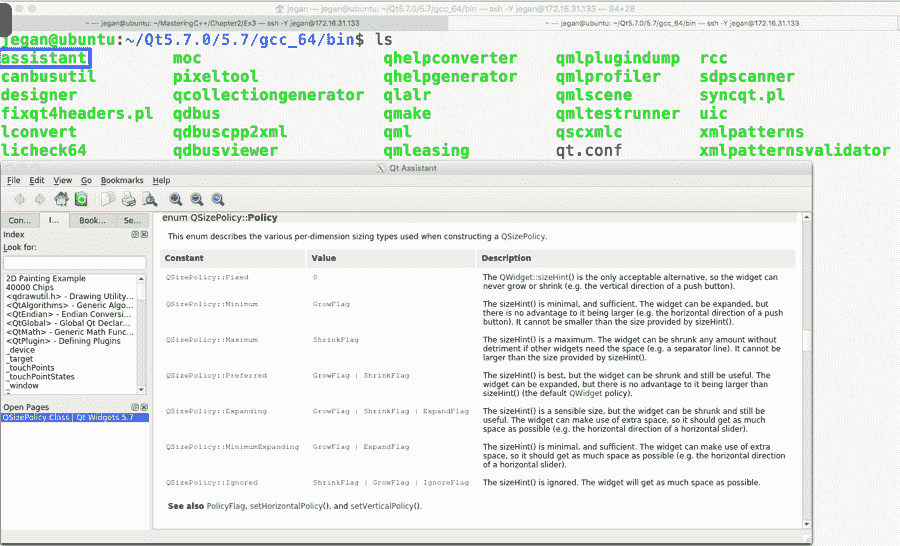 jegan@ubuntu: ~/MasteringC++/Chapter2/Ex3 — ssh -Y jegan@172.16.31.133 — 94×28
~ — jegan@ubuntu: ~/MasteringC++/Chapter2/Ex3 — ssh -Y jegan@172.16.31.133
~ — jegan@ubuntu: ~/Qt5.7.0/5.7/gcc_64/bin — ssh -Y jegan@172.16.31.133
jegan@ubuntu:~/Qt5.7.0/5.7/gcc_64/bin$ ls
assistant moc qhelpconverter qmlplugindump rcc
canbusutil pixeltool qhelpgenerator qmlprofiler sdpscanner
designer qcollectiongenerator qlalr qmlscene syncqt.pl
fixqt4headers.pl qdbus qmake qmltestrunner uic
lconvert qdbuscpp2xml qml qscxmlc xmlpatterns
licheck64 qdbusviewer qmleasing qt.conf xmlpatternsvalidator
Qt Assistant
File Edit View Go Bookmarks Help
Con... I... Book... Se...
Index
Look for:
2D Painting Example
40000 Chips
<qdrawutil.h> - Drawing Utility...
<QtAlgorithms> - Generic Algo...
<QtEndian> - Endian Conversi...
<QtGlobal> - Global Qt Declar...
<QtMath> - Generic Math Func...
<QtPlugin> - Defining Plugins
_device
_target
_touchPoints
_touchPointStates
_window
Open Pages
QSizePolicy Class | Qt Widgets 5.7
enum QSizePolicy::Policy
This enum describes the various per-dimension sizing types used when constructing a QSizePolicy.
Constant Value Description
QSizePolicy::Fixed 0 The QWidget::sizeHint() is the only acceptable alternative, so the widget can
never grow or shrink (e.g. the vertical direction of a push button).
QSizePolicy::Minimum GrowFlag The sizeHint() is minimal, and sufficient. The widget can be expanded, but
there is no advantage to it being larger (e.g. the horizontal direction of a push
button). It cannot be smaller than the size provided by sizeHint().
QSizePolicy::Maximum ShrinkFlag The sizeHint() is a maximum. The widget can be shrunk any amount without
detriment if other widgets need the space (e.g. a separator line). It cannot be
larger than the size provided by sizeHint().
QSizePolicy::Preferred GrowFlag | ShrinkFlag The sizeHint() is best, but the widget can be shrunk and still be useful. The
widget can be expanded, but there is no advantage to it being larger than
sizeHint() (the default QWidget policy).
QSizePolicy::Expanding GrowFlag | ShrinkFlag | ExpandFlag The sizeHint() is a sensible size, but the widget can be shrunk and still be
useful. The widget can make use of extra space, so it should get as much
space as possible (e.g. the horizontal direction of a horizontal slider).
QSizePolicy::MinimumExpanding GrowFlag | ExpandFlag The sizeHint() is minimal, and sufficient. The widget can make use of extra
space, so it should get as much space as possible (e.g. the horizontal direction
of a horizontal slider).
QSizePolicy::Ignored ShrinkFlag | GrowFlag | IgnoreFlag The sizeHint() is ignored. The widget will get as much space as possible.
See also PolicyFlag, setHorizontalPolicy(), and setVerticalPolicy().